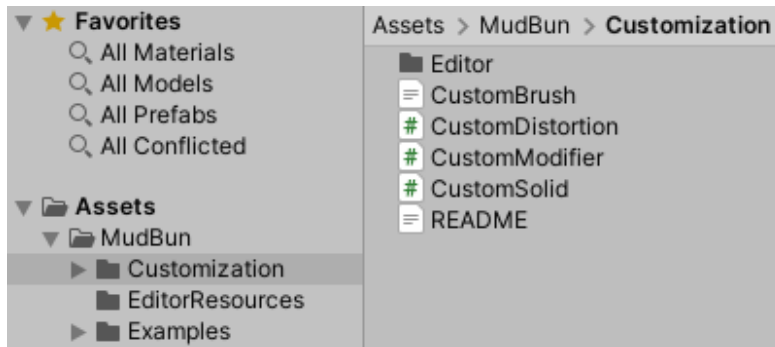 Favorites
All Materials
All Models
All Prefabs
All Conflicted
Assets
MudBun
Customization
EditorResources
Examples
Assets > MudBun > Customization
Editor
CustomBrush
# CustomDistortion
# CustomModifier
# CustomSolid
README